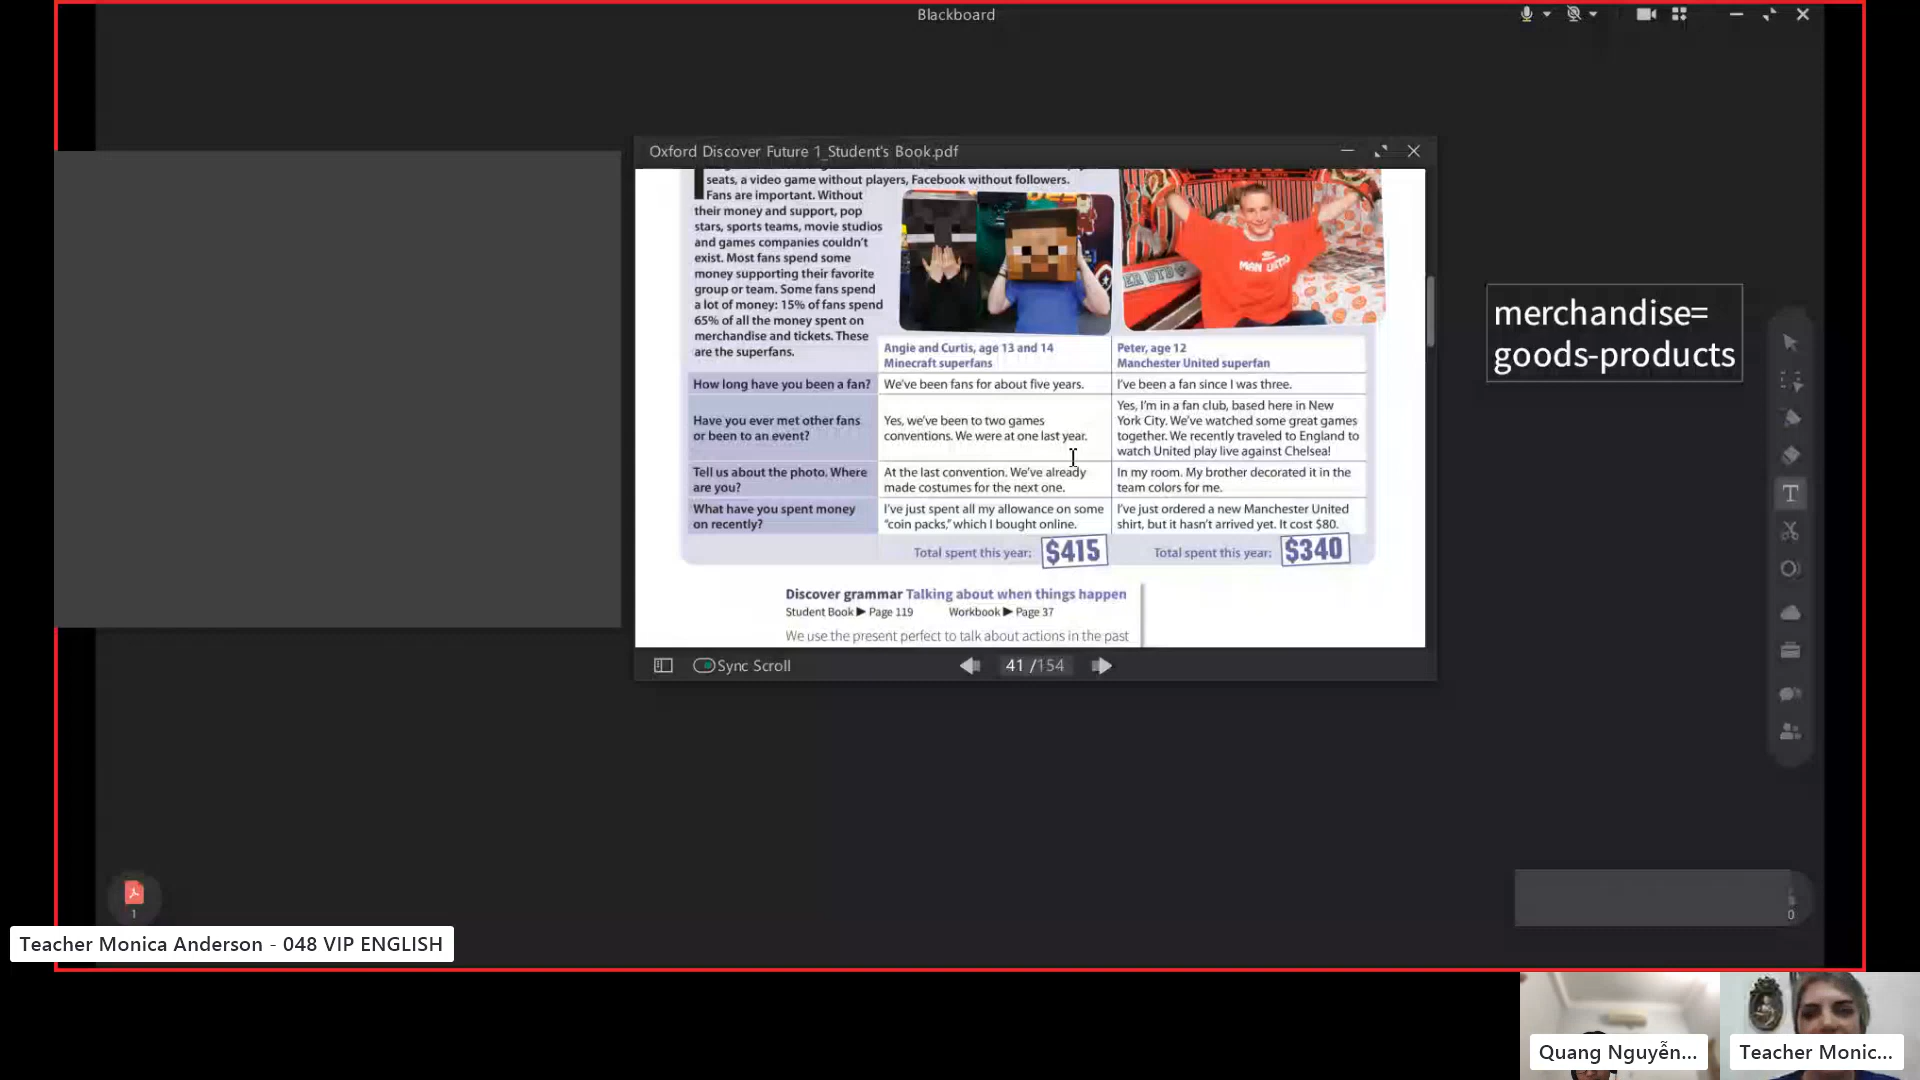 Blackboard
Oxford Discover Future 1_Student's Book.pdf
seats, a video game without players, Facebook without followers.
Fans are important. Without
their money and support, pop
stars, sports teams, movie studios
and games companies couldn't
exist. Most fans spend some
money supporting their favorite
group or team. Some fans spend
a lot of money: 15% of fans spend
65% of all the money spent on
merchandise and tickets. These
are the superfans.
MAN UNITED
Angie and Curtis, age 13 and 14
Minecraft superfans
Peter, age 12
Manchester United superfan
How long have you been a fan?
We've been fans for about five years.
I've been a fan since I was three.
Have you ever met other fans
or been to an event?
Yes, we've been to two games
conventions. We were at one last year.
Yes, I'm in a fan club, based here in New
York City. We've watched some great games
together. We recently traveled to England to
watch United play live against Chelsea!
Tell us about the photo. Where
are you?
At the last convention. We've already
made costumes for the next one.
In my room. My brother decorated it in the
team colors for me.
What have you spent money
on recently?
I've just spent all my allowance on some
"coin packs," which I bought online.
I've just ordered a new Manchester United
shirt, but it hasn't arrived yet. It cost $80.
Total spent this year: $415
Total spent this year: $340
Discover grammar Talking about when things happen
Student Book ▶ Page 119 Workbook ▶ Page 37
We use the present perfect to talk about actions in the past
Sync Scroll
41 /154
merchandise=
goods-products
T
1
0
Teacher Monica Anderson - 048 VIP ENGLISH
Quang Nguyễn...
Teacher Monic...